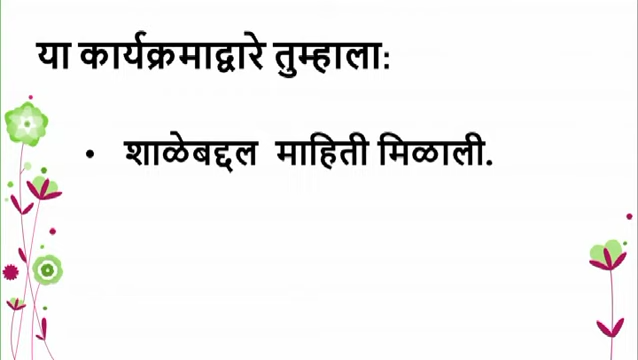 या कार्यक्रमाद्वारे तुम्हाला:
• शाळेबद्दल माहिती मिळाली.